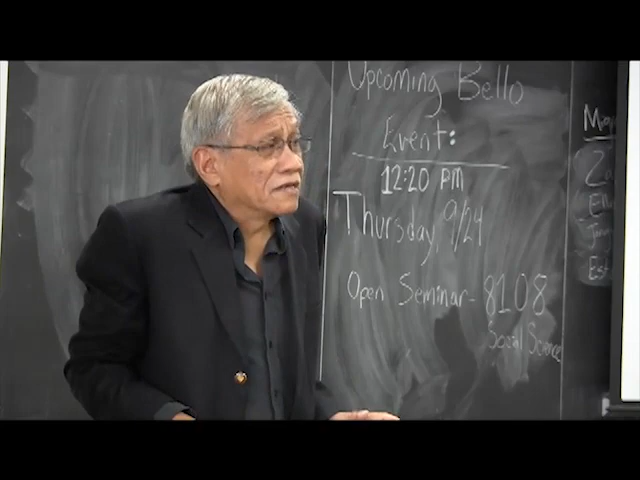 Upcoming Bello
Event:
12:20 PM
Thursday, 9/24
Open Seminar - 8108
Social Science